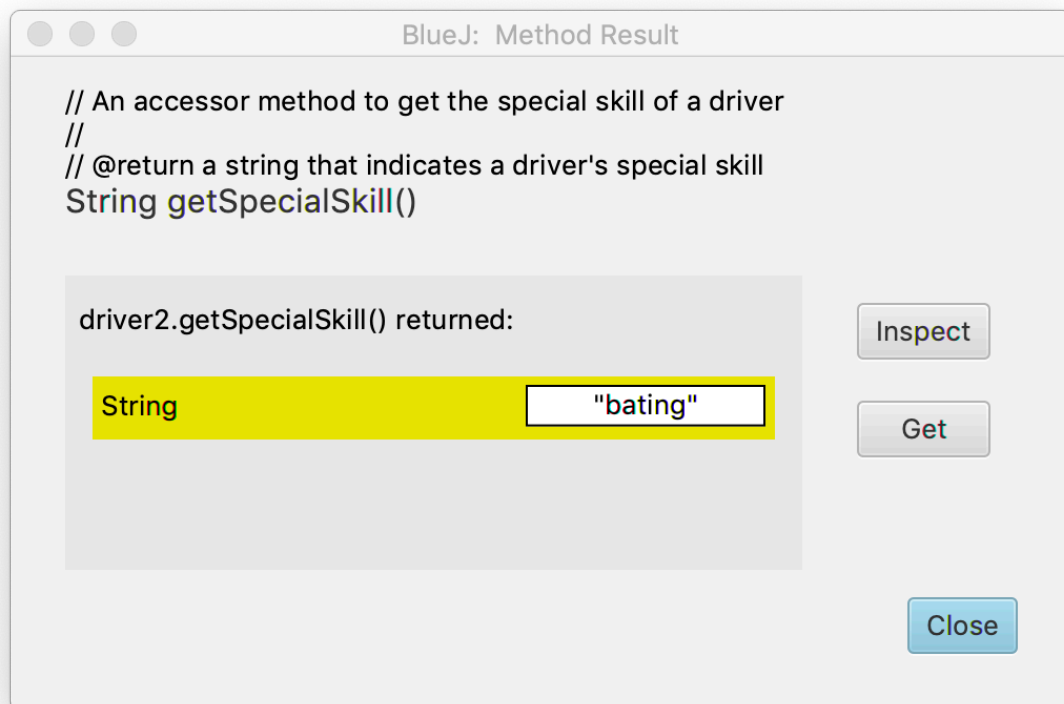 BlueJ:  Method Result
// An accessor method to get the special skill of a driver
//
// @return a string that indicates a driver's special skill
String getSpecialSkill()
driver2.getSpecialSkill() returned:
Inspect
String "bating"
Get
Close